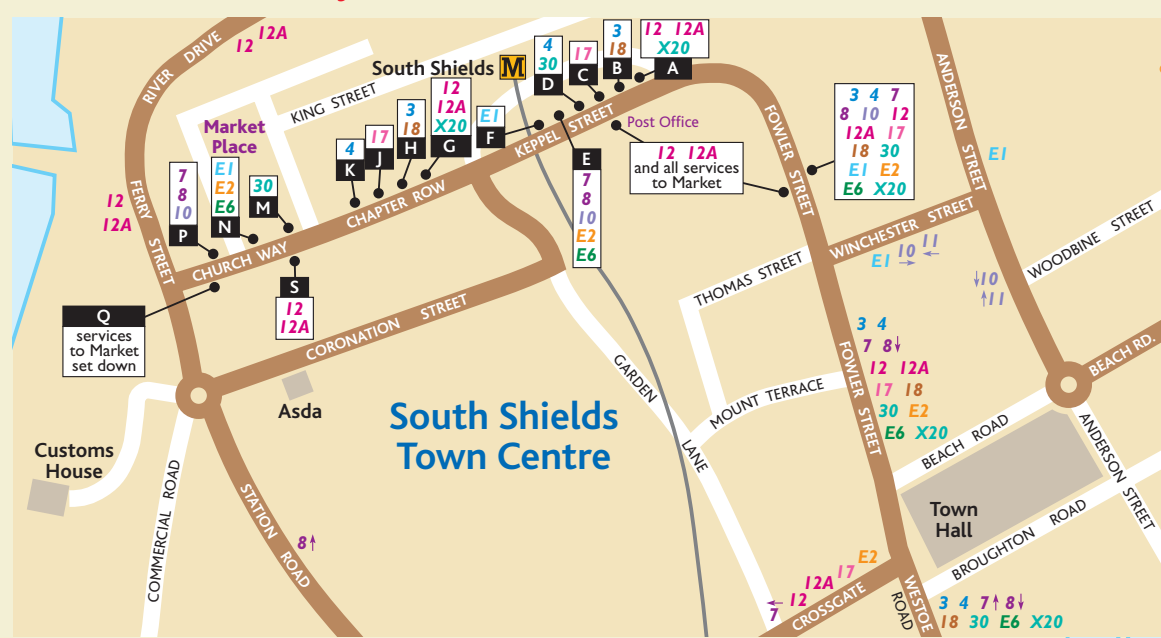 RIVER DRIVE
12 12A
South Shields M
KING STREET
Market
Place
FERRY STREET
12
12A
7
8
10
P
E1
E2
E6
N
30
M
4
K
17
J
3
18
H
12
12A
X20
G
E1
F
4
30
D
17
C
3
18
B
12 12A
X20
A
KEPPEL STREET
Post Office
12 12A
and all services
to Market
E
7
8
10
E2
E6
CHAPTER ROW
CHURCH WAY
S
12
12A
Q
services
to Market
set down
CORONATION STREET
Asda
Customs
House
COMMERCIAL ROAD
STATION ROAD
8↑
South Shields
Town Centre
GARDEN LANE
FOWLER STREET
3 4 7
8 10 12
12A 17
18 30
E1 E2
E6 X20
ANDERSON STREET
E1
WINCHESTER STREET
E1 10 → 11 ←
↓10
↑11
WOODBINE STREET
THOMAS STREET
MOUNT TERRACE
FOWLER STREET
3 4
7 8↓
12 12A
17 18
30 E2
E6 X20
BEACH RD.
BEACH ROAD
ANDERSON STREET
Town
Hall
BROUGHTON ROAD
CROSSGATE
← 7 12 12A 17 E2
WESTOE ROAD
3 4 7↑ 8↓
18 30 E6 X20